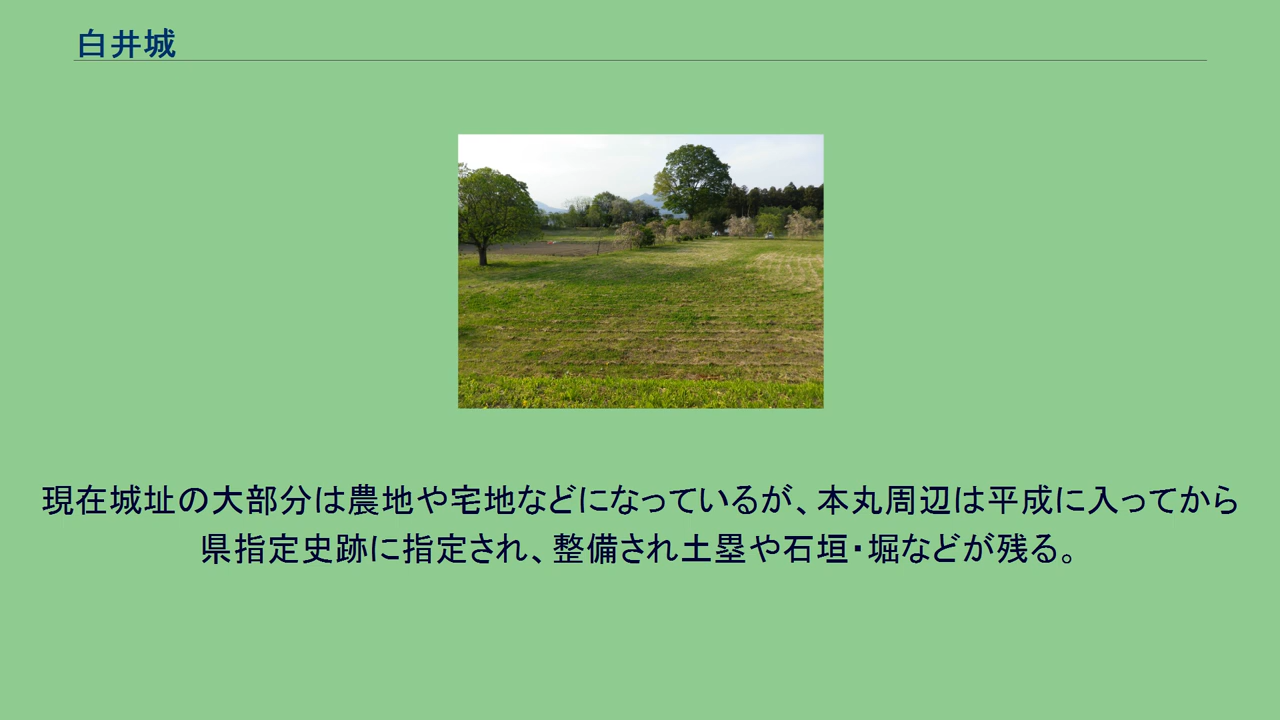 白井城
現在城址の大部分は農地や宅地などになっているが、本丸周辺は平成に入ってから
県指定史跡に指定され、整備され土塁や石垣・堀などが残る。